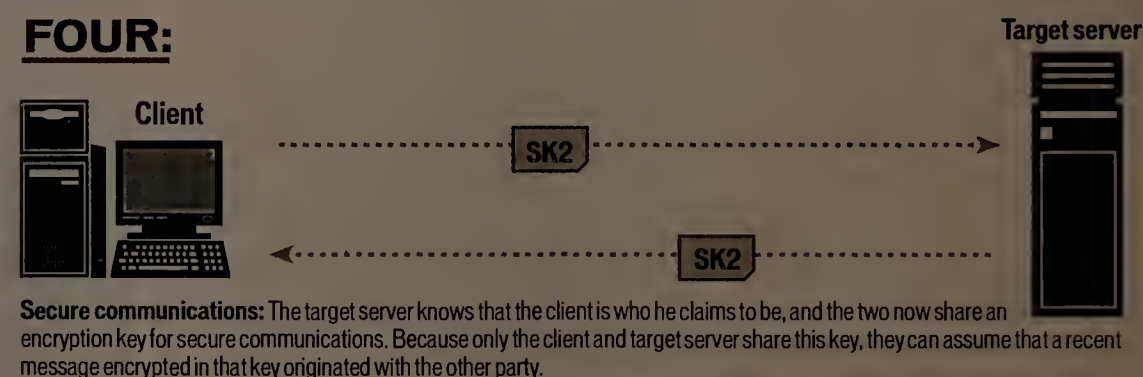 FOUR:
Target server
Client
SK2
SK2
Secure communications: The target server knows that the client is who he claims to be, and the two now share an
encryption key for secure communications. Because only the client and target server share this key, they can assume that a recent
message encrypted in that key originated with the other party.